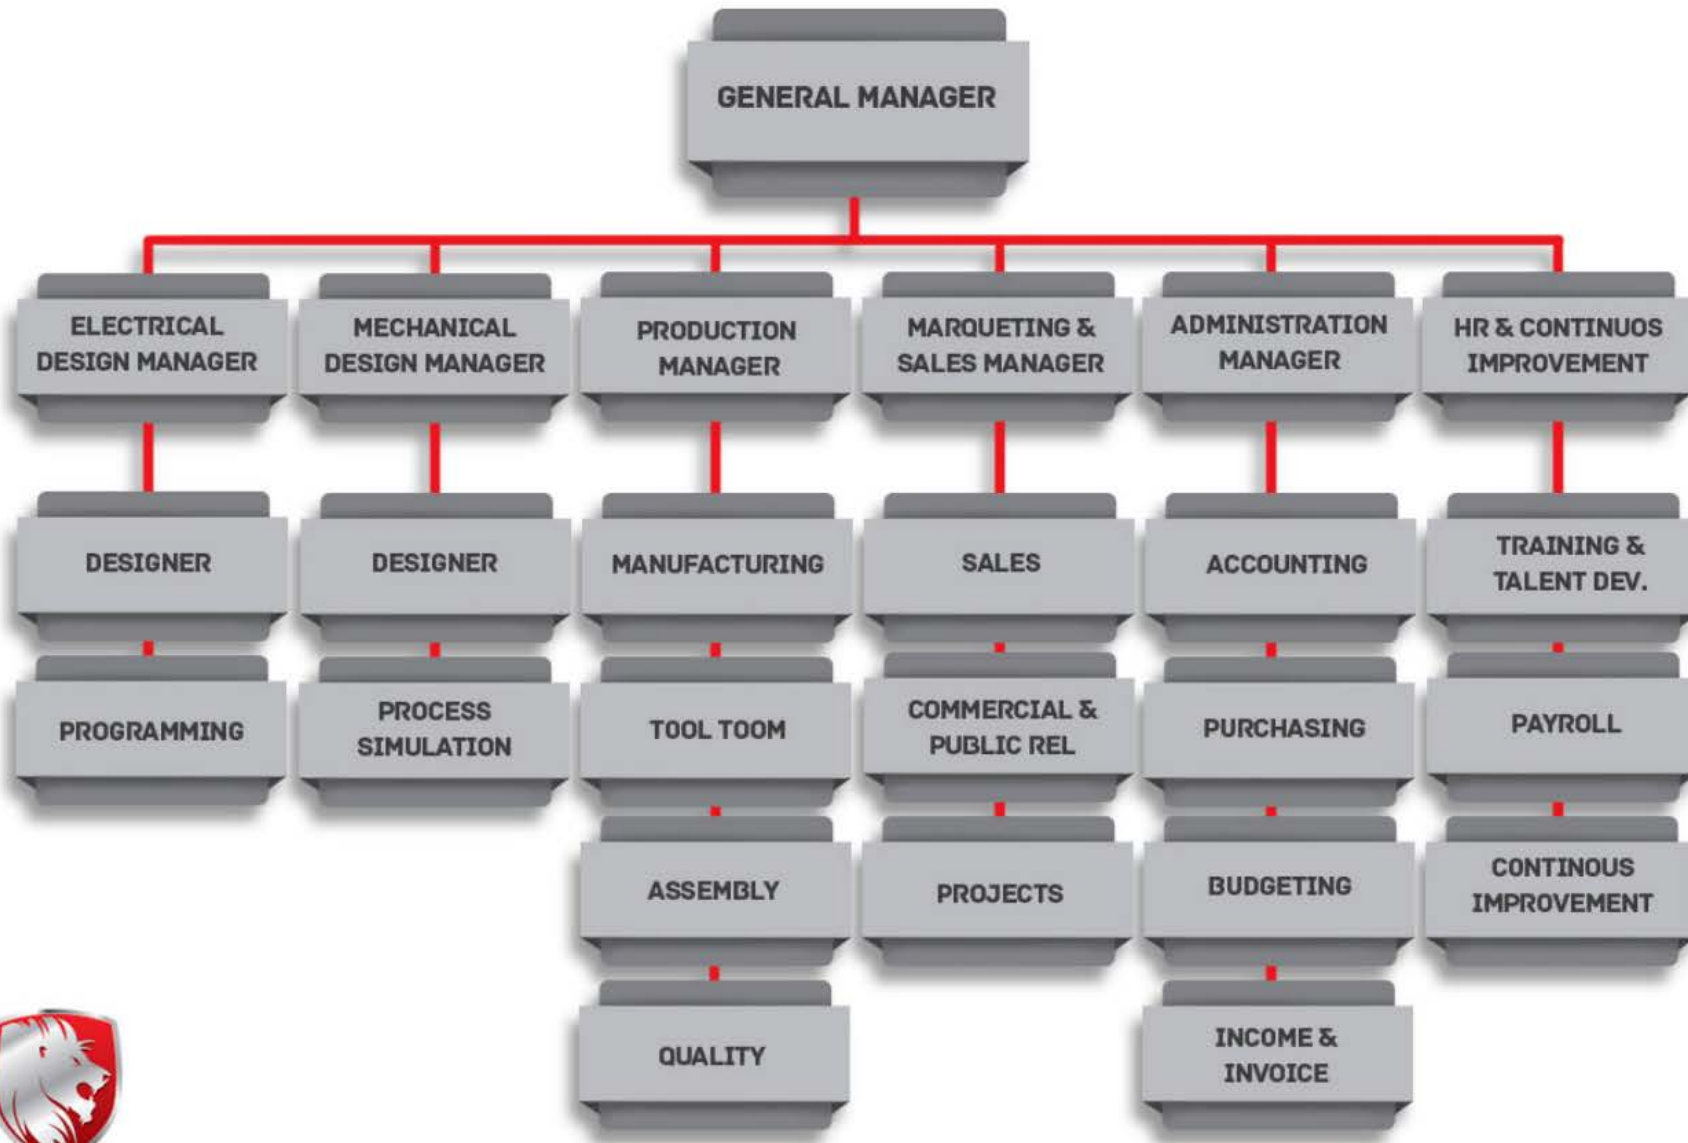 GENERAL MANAGER
ELECTRICAL
DESIGN MANAGER
MECHANICAL
DESIGN MANAGER
PRODUCTION
MANAGER
MARQUETING &
SALES MANAGER
ADMINISTRATION
MANAGER
HR & CONTINUOS
IMPROVEMENT
DESIGNER
DESIGNER
MANUFACTURING
SALES
ACCOUNTING
TRAINING &
TALENT DEV.
PROGRAMMING
PROCESS
SIMULATION
TOOL TOOM
COMMERCIAL &
PUBLIC REL
PURCHASING
PAYROLL
ASSEMBLY
PROJECTS
BUDGETING
CONTINOUS
IMPROVEMENT
QUALITY
INCOME &
INVOICE